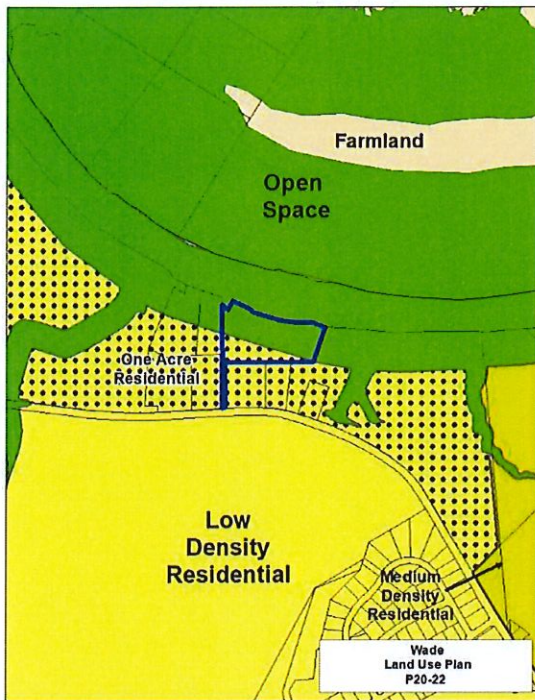 Farmland
Open
Space
One Acre
Residential
Low
Density
Residential
Medium
Density
Residential
Wade
Land Use Plan
P20-22